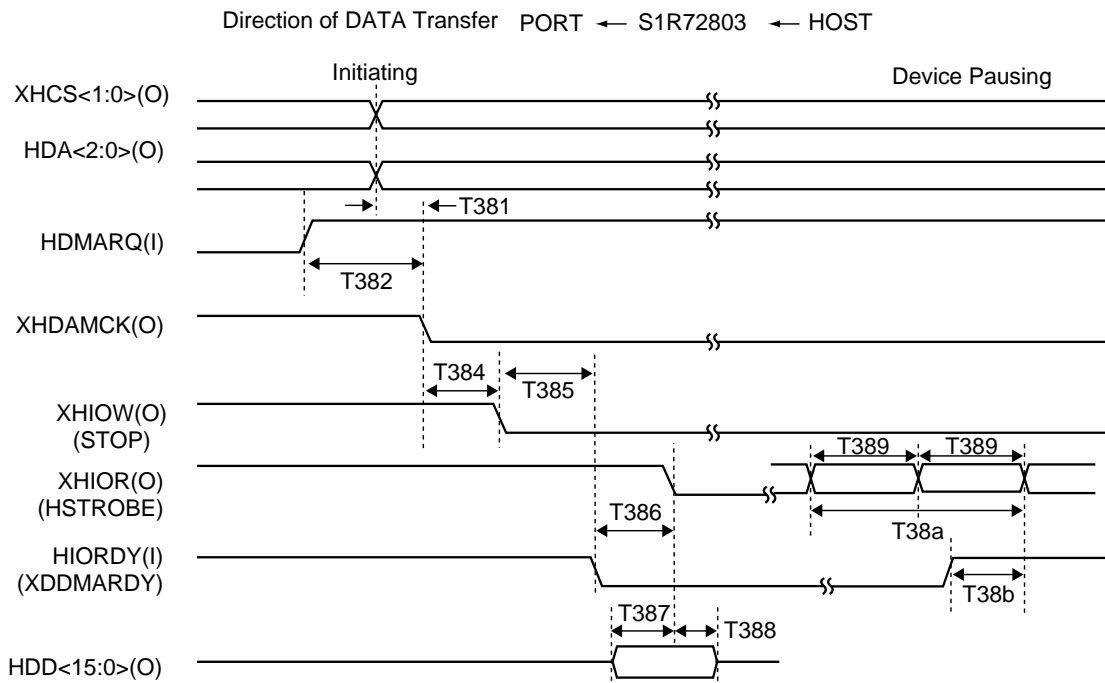 Direction of DATA Transfer PORT ← S1R72803 ← HOST
Initiating
Device Pausing
XHCS<1:0>(O)
HDA<2:0>(O)
T381
HDMARQ(I)
T382
XHDAMCK(O)
T384
T385
XHIOW(O)
(STOP)
T389
T389
XHIOR(O)
(HSTROBE)
T386
T38a
HIORDY(I)
(XDDMARDY)
T38b
T387
T388
HDD<15:0>(O)